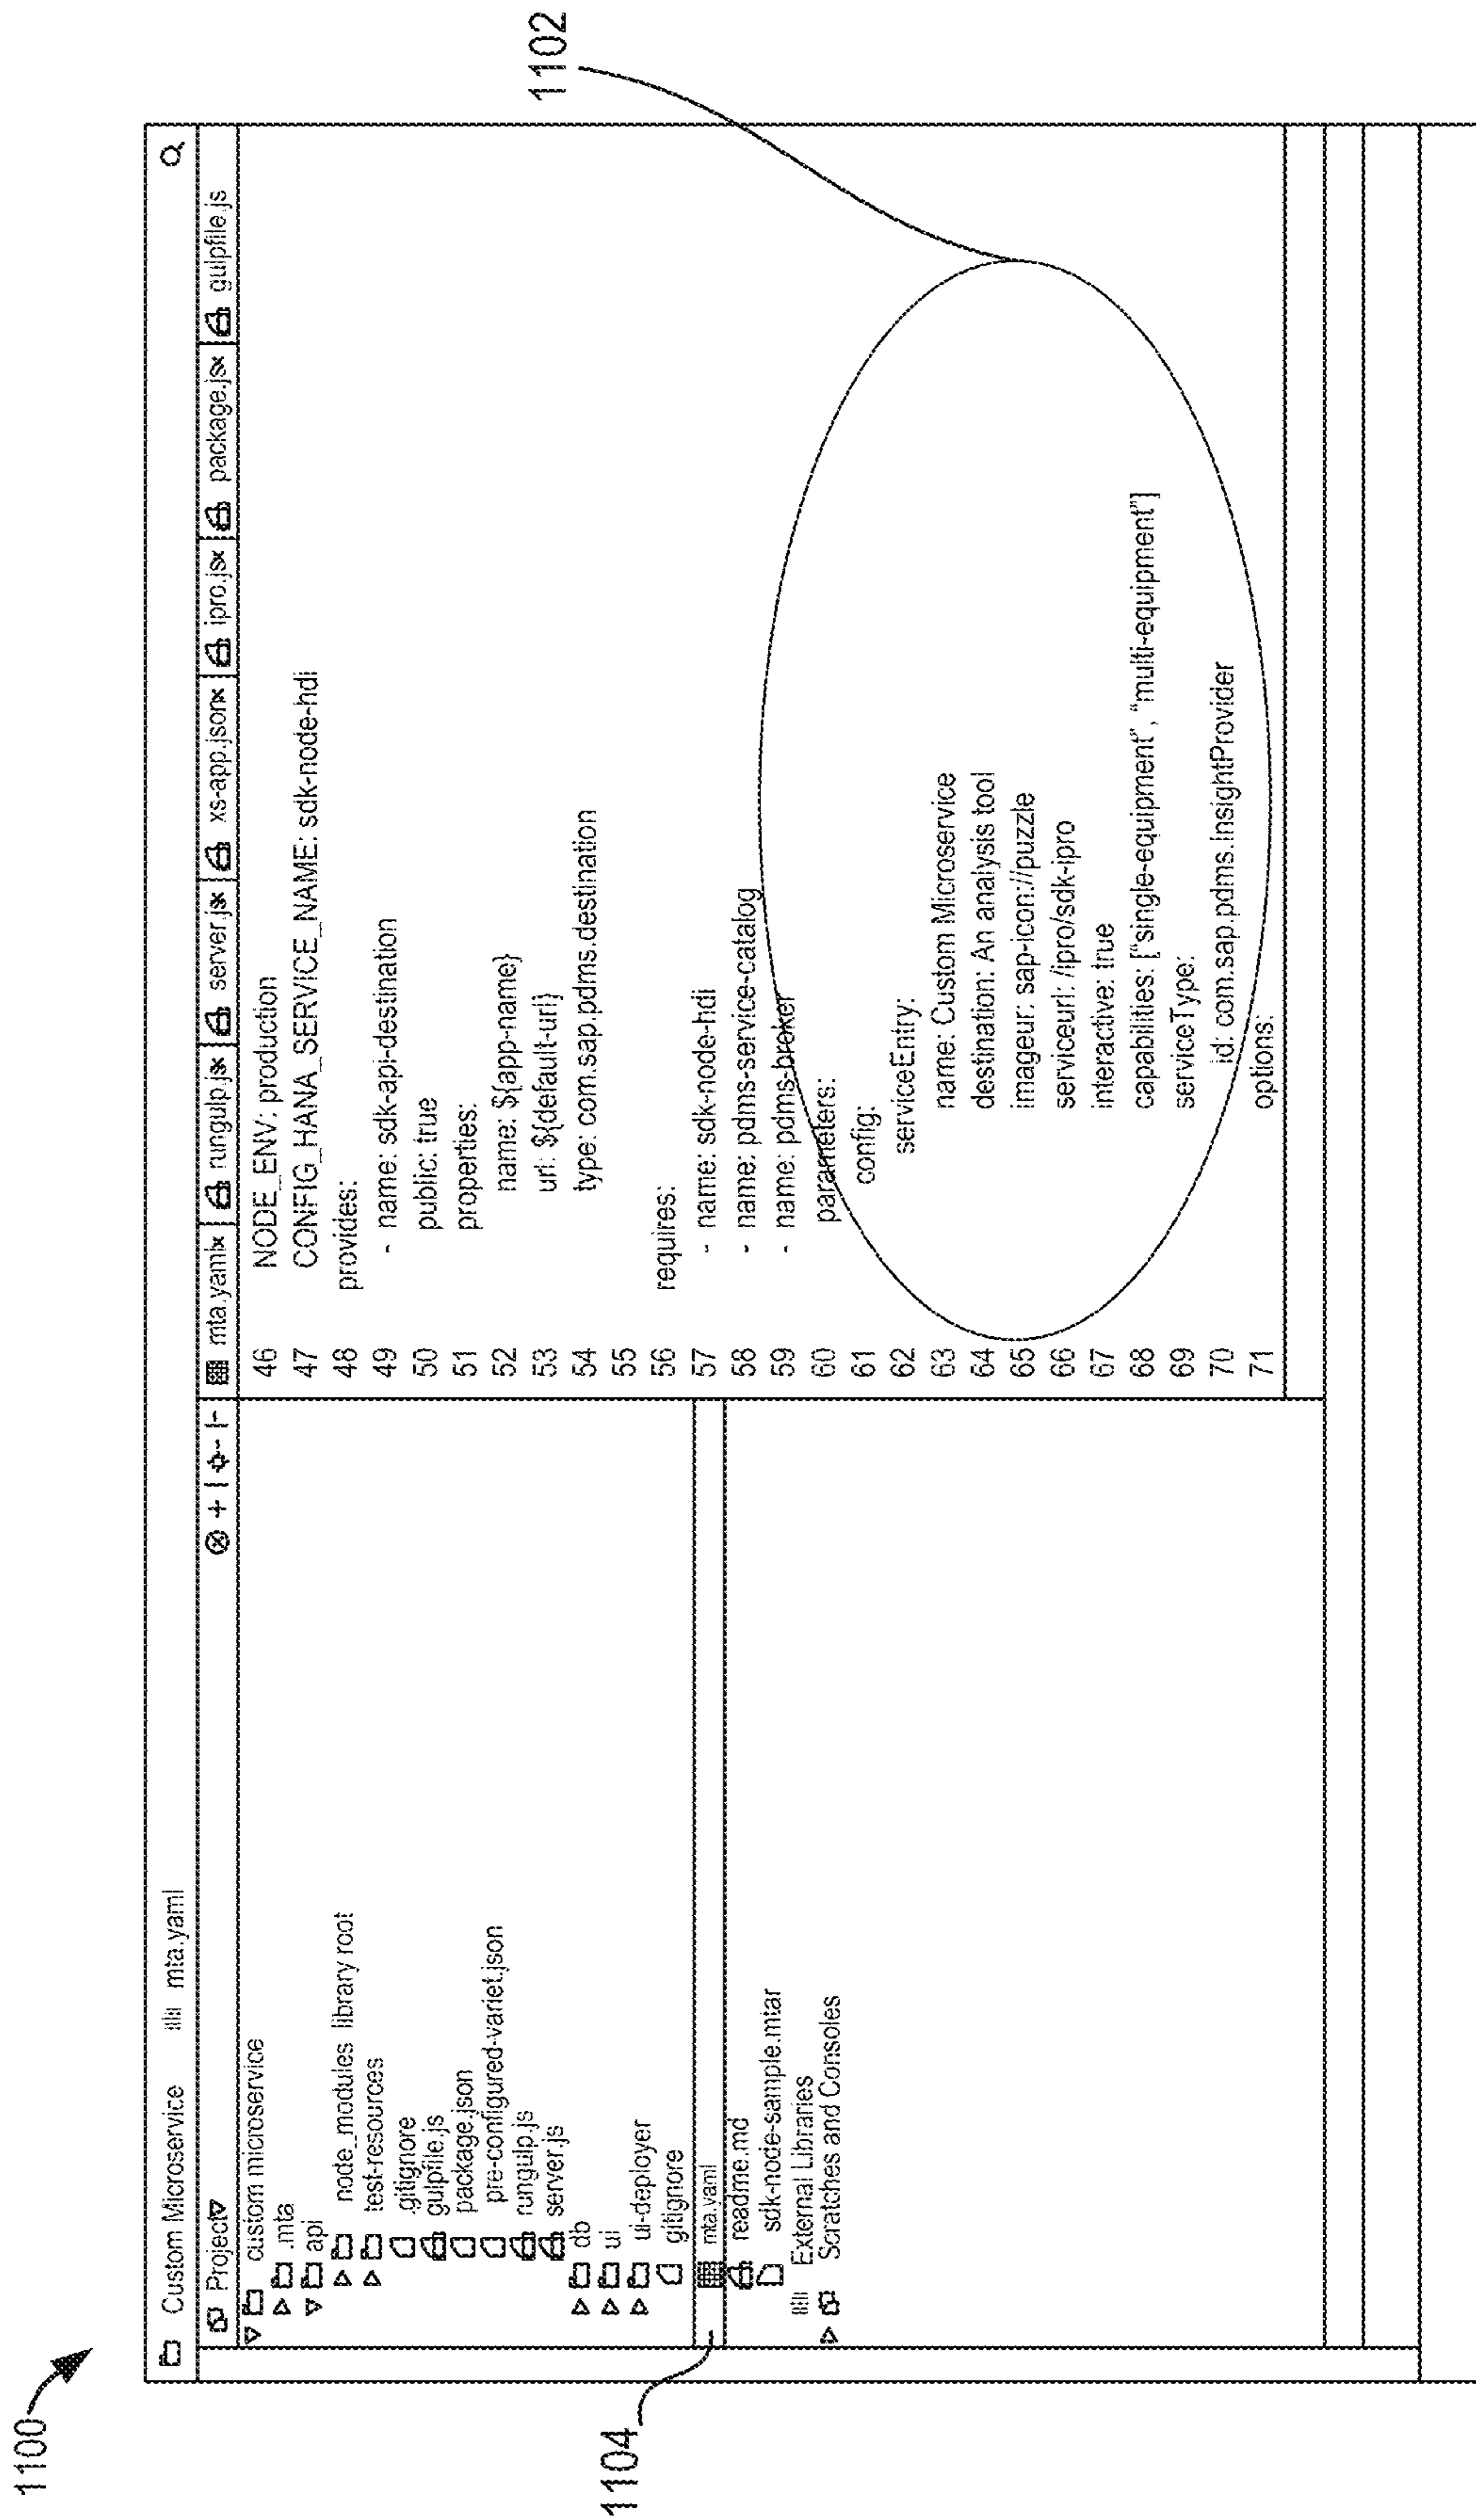 1100
Custom Microservice mta.yaml
Project
mta.yaml× rungulp.js× server.js× xs-app.json× ipro.js× package.js× gulpfile.js
custom microservice
.mta
api
node_modules library root
test-resources
.gitignore
gulpfile.js
package.json
pre-configured-variet.json
rungulp.js
server.js
db
ui
ui-deployer
gitignore
mta.yaml
readme.md
sdk-node-sample.mtar
External Libraries
Scratches and Consoles
1104
46 NODE_ENV: production
47 CONFIG_HANA_SERVICE_NAME: sdk-node-hdi
48 provides:
49 - name: sdk-api-destination
50 public: true
51 properties:
52 name: ${app-name}
53 url: ${default-url}
54 type: com.sap.pdms.destination
55
56 requires:
57 - name: sdk-node-hdi
58 - name: pdms-service-catalog
59 - name: pdms-broker
60 parameters:
61 config:
62 serviceEntry:
63 name: Custom Microservice
64 destination: An analysis tool
65 imageur: sap-icon://puzzle
66 serviceurl: /ipro/sdk-ipro
67 interactive: true
68 capabilities: ["single-equipment", "multi-equipment"]
69 serviceType:
70 id: com.sap.pdms.InsightProvider
71 options:
1102